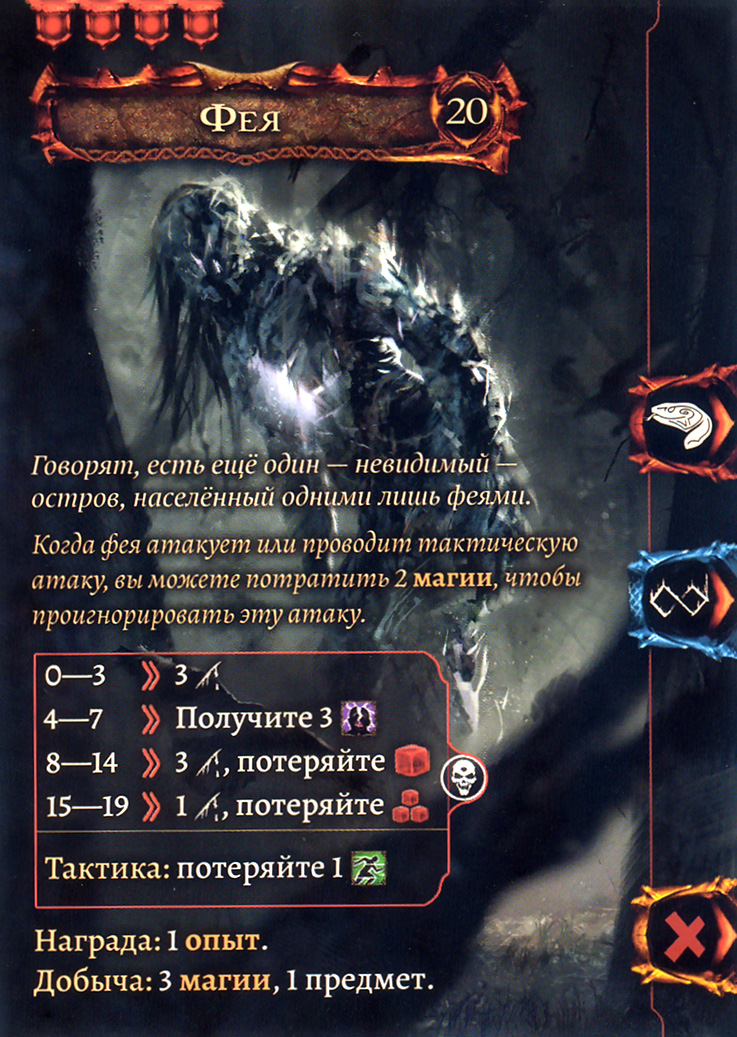 Фея
20
Говорят, есть ещё один — невидимый —
остров, населённый одними лишь феями.
Когда фея атакует или проводит тактическую
атаку, вы можете потратить 2 магии, чтобы
проигнорировать эту атаку.
0—3 » 3
4—7 » Получите 3
8—14 » 3 , потеряйте
15—19 » 1 , потеряйте
Тактика: потеряйте 1
Награда: 1 опыт.
Добыча: 3 магии, 1 предмет.